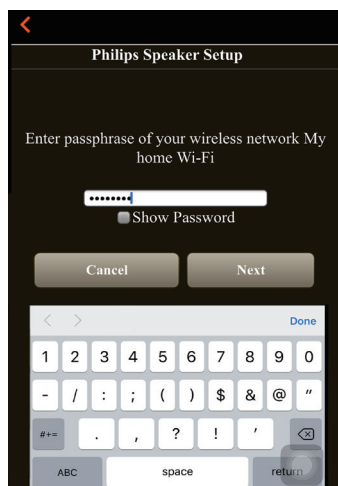 Philips Speaker Setup
Enter passphrase of your wireless network My
home Wi-Fi
••••••••
Show Password
Cancel Next
Done
1 2 3 4 5 6 7 8 9 0
- / : ; ( ) $ & @ "
#+= . , ? ! '
ABC space return